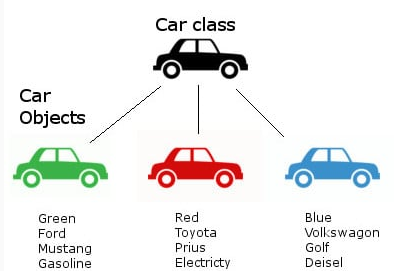 Car class
Car
Objects
Green
Ford
Mustang
Gasoline
Red
Toyota
Prius
Electricty
Blue
Volkswagon
Golf
Deisel